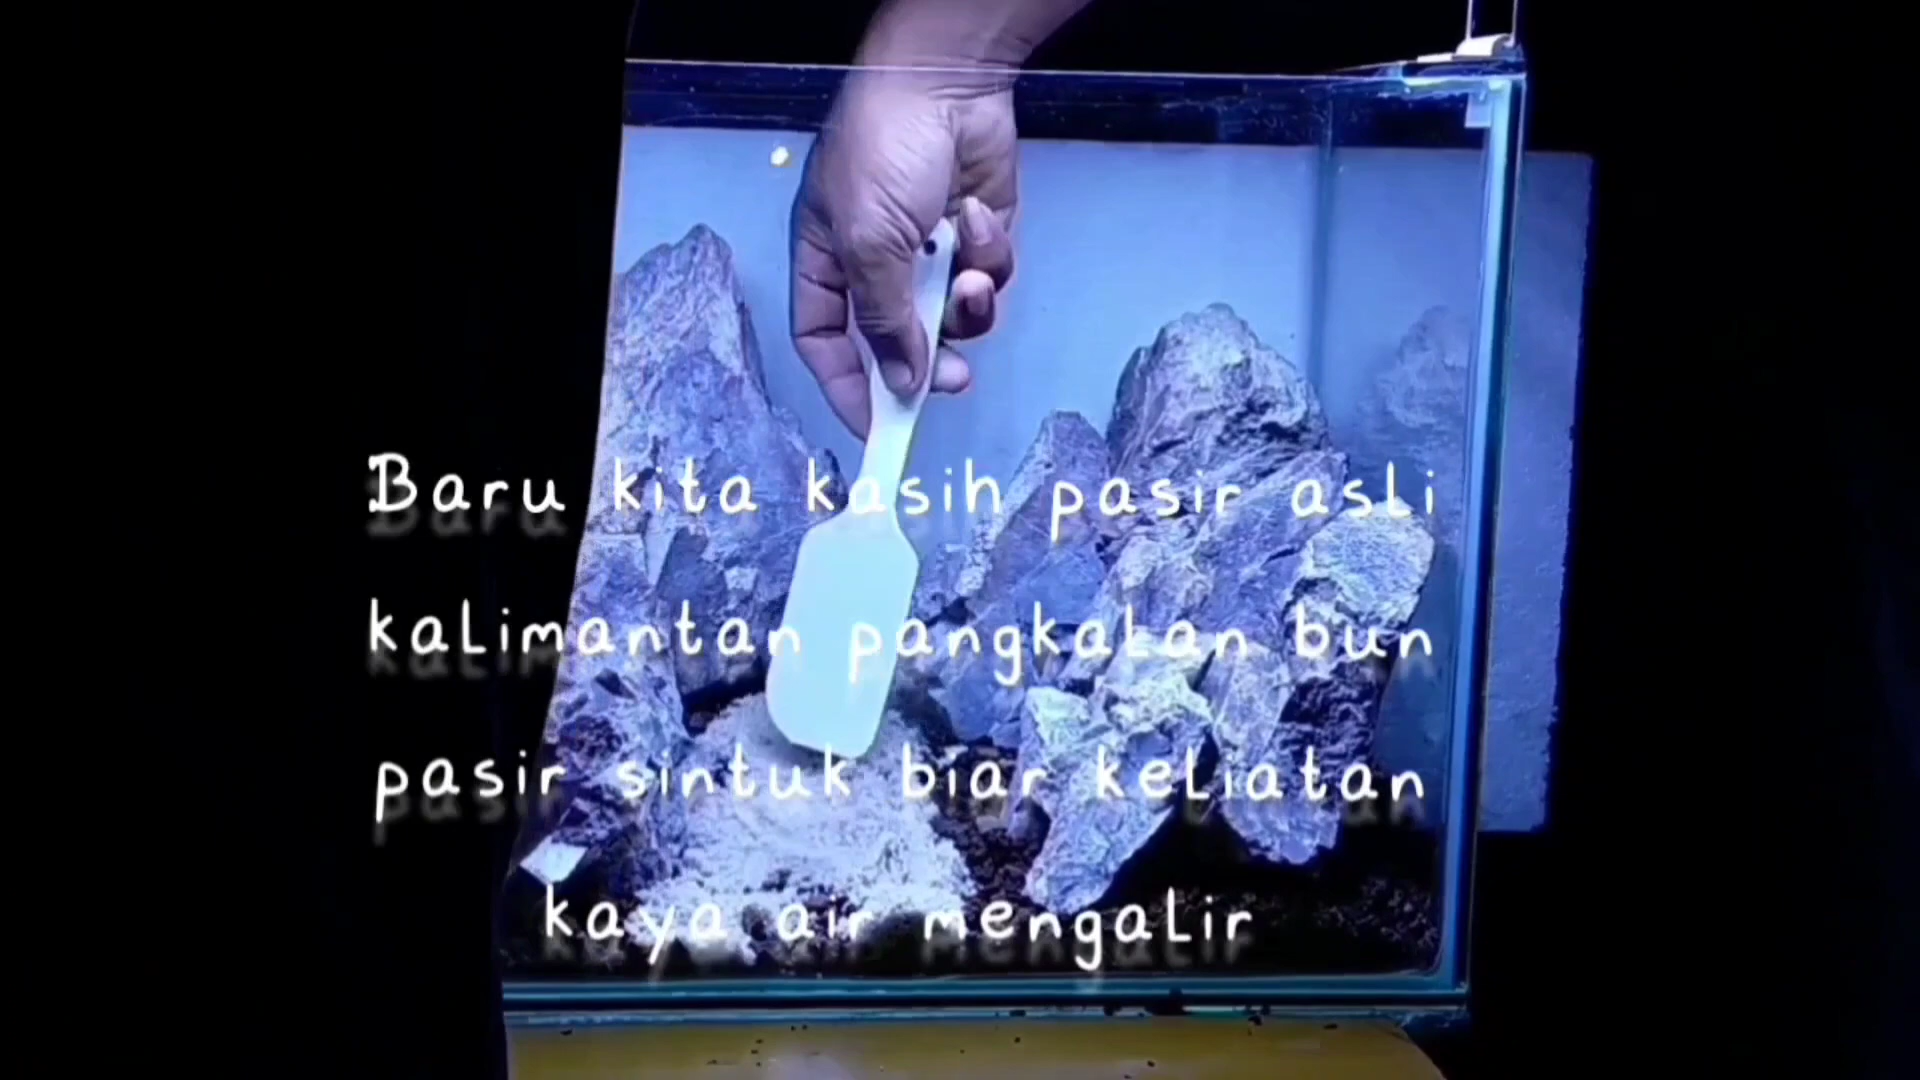 Baru kita kasih pasir asli
kalimantan pangkalan bun
pasir sintuk biar keliatan
kaya air mengalir